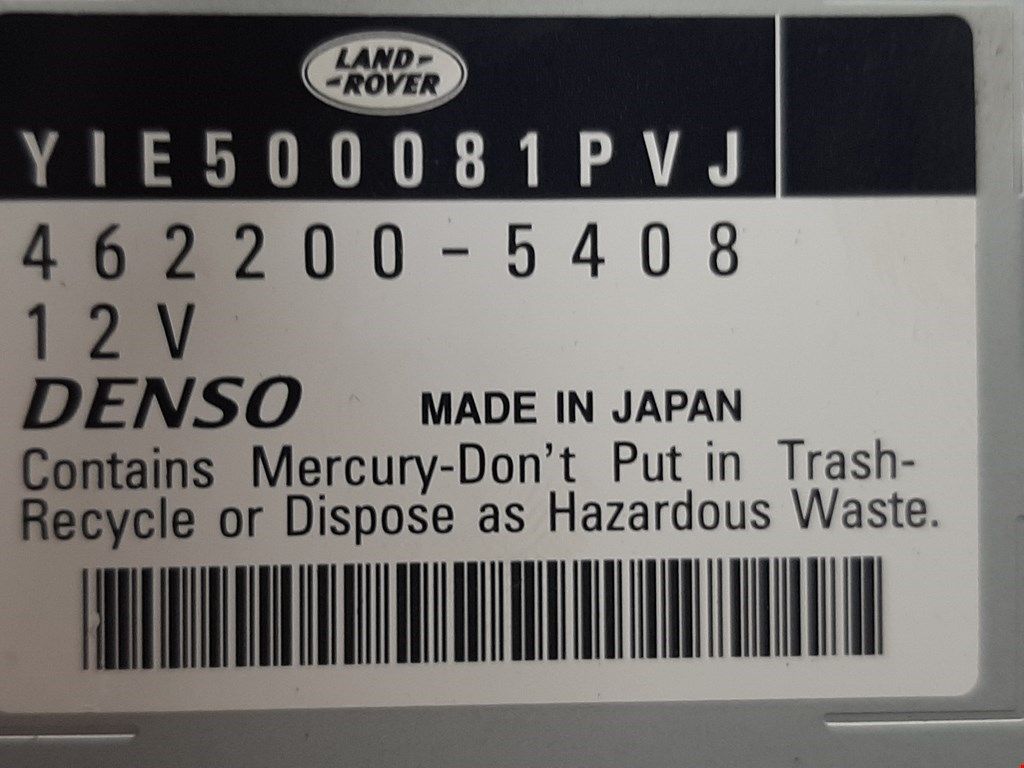 LAND-
-ROVER
YIE500081PVJ
462200-5408
12V
DENSO MADE IN JAPAN
Contains Mercury-Don't Put in Trash-
Recycle or Dispose as Hazardous Waste.